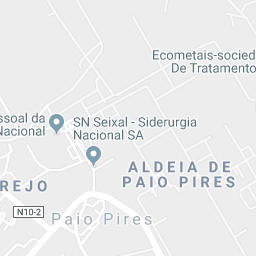 Ecometais-socied
De Tratamento
ssoal da
Nacional
SN Seixal - Siderurgia
Nacional SA
ALDEIA DE
PAIO PIRES
REJO
N10-2
Paio Pires